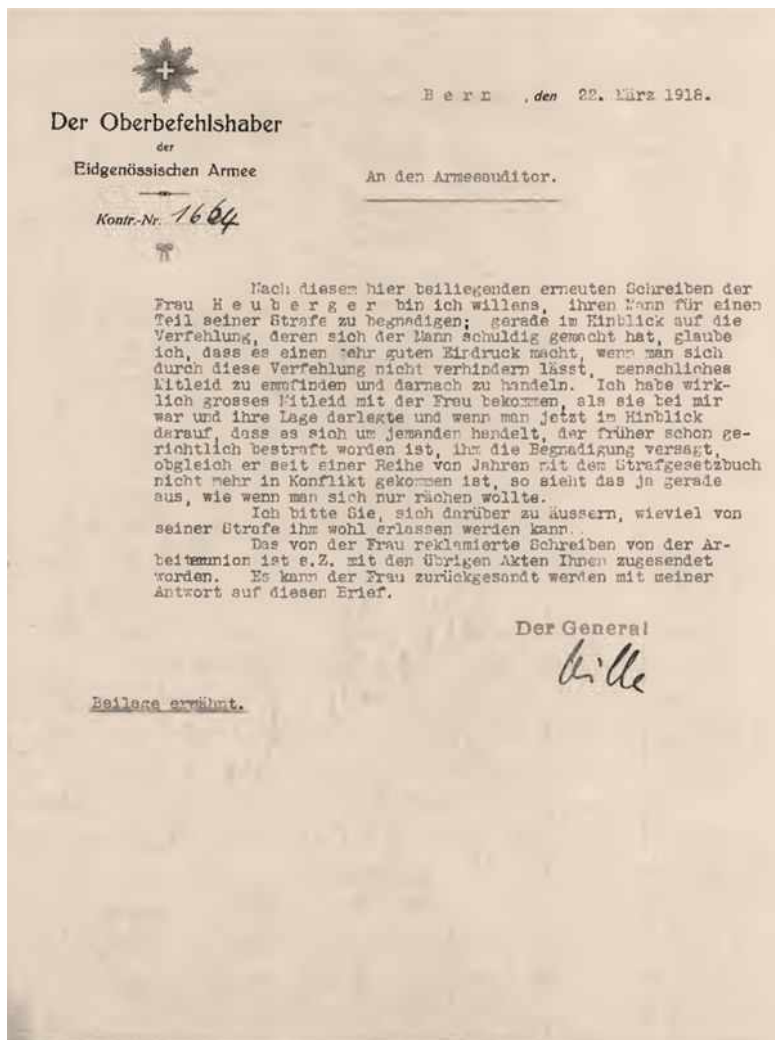 Bern, den 22. März 1918.
Der Oberbefehlshaber
der
Eidgenössischen Armee
An den Armeeauditor.
Kontr.-Nr. 1664
Nach diesem hier beiliegenden erneuten Schreiben der
Frau Heuberger bin ich willens, ihren Mann für einen
Teil seiner Strafe zu begnadigen; gerade im Hinblick auf die
Verfehlung, deren sich der Mann schuldig gemacht hat, glaube
ich, dass es einen sehr guten Eindruck macht, wenn man sich
durch diese Verfehlung nicht verhindern lässt, menschliches
Mitleid zu empfinden und darnach zu handeln. Ich habe wirk-
lich grosses Mitleid mit der Frau bekommen, als sie bei mir
war und ihre Lage darlegte und wenn man jetzt im Hinblick
darauf, dass es sich um jemanden handelt, der früher schon ge-
richtlich bestraft worden ist, ihm die Begnadigung versagt,
obgleich er seit einer Reihe von Jahren mit dem Strafgesetzbuch
nicht mehr in Konflikt gekommen ist, so sieht das ja gerade
aus, wie wenn man sich nur rächen wollte.
Ich bitte Sie, sich darüber zu äussern, wieviel von
seiner Strafe ihm wohl erlassen werden kann.
Das von der Frau reklamierte Schreiben von der Ar-
beiterunion ist s.Z. mit den übrigen Akten Ihnen zugesendet
worden. Es kann der Frau zurückgesandt werden mit meiner
Antwort auf diesen Brief.
Der General
Wille
Beilage erwähnt.